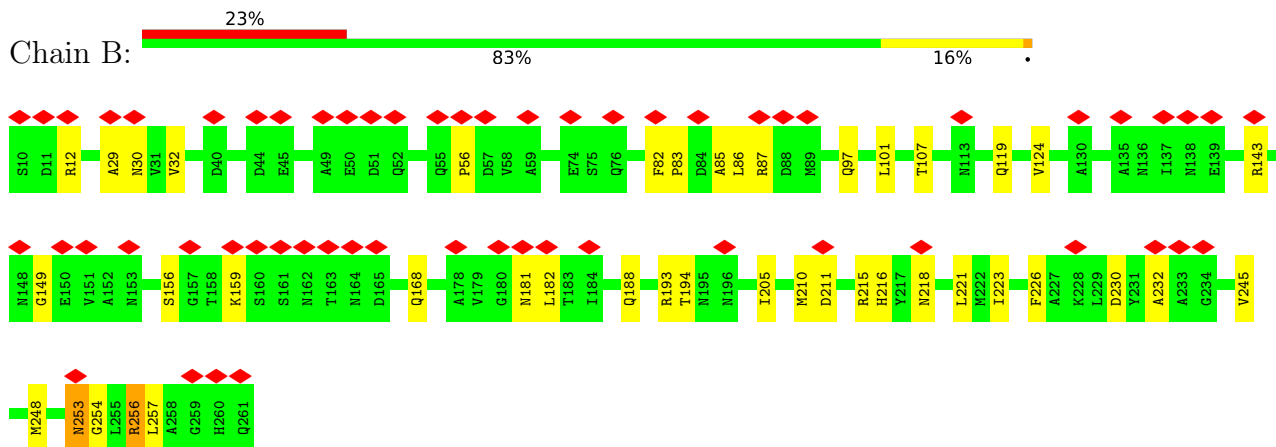 23%
Chain B:
83% 16% •
S10 D11 R12 A29 N30 V31 V32 D40 D44 E45 A49 E50 D51 Q52 Q55 P56 D57 V58 A59 E74 S75 Q76 F82 P83 D84 A85 L86 R87 D88 M89 Q97 L101 T107 N113 Q119 V124 A130 A135 N136 I137 N138 E139 R143
N148 G149 E150 V151 A152 N153 S156 G157 T158 K159 S160 S161 N162 T163 N164 D165 Q168 A178 V179 G180 N181 L182 T183 I184 Q188 R193 T194 N195 N196 I205 M210 D211 R215 H216 Y217 N218 L221 M222 I223 F226 A227 K228 L229 D230 Y231 A232 A233 G234 V245
M248 N253 G254 L255 R256 L257 A258 G259 H260 Q261